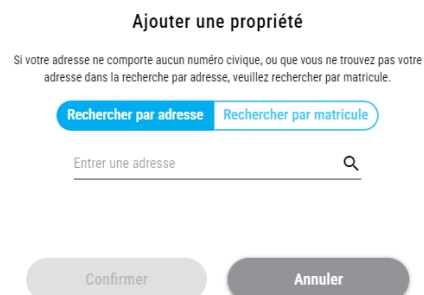 Ajouter une propriété
Si votre adresse ne comporte aucun numéro civique, ou que vous ne trouvez pas votre
adresse dans la recherche par adresse, veuillez rechercher par matricule.
Rechercher par adresse Rechercher par matricule
Entrer une adresse
Confirmer Annuler